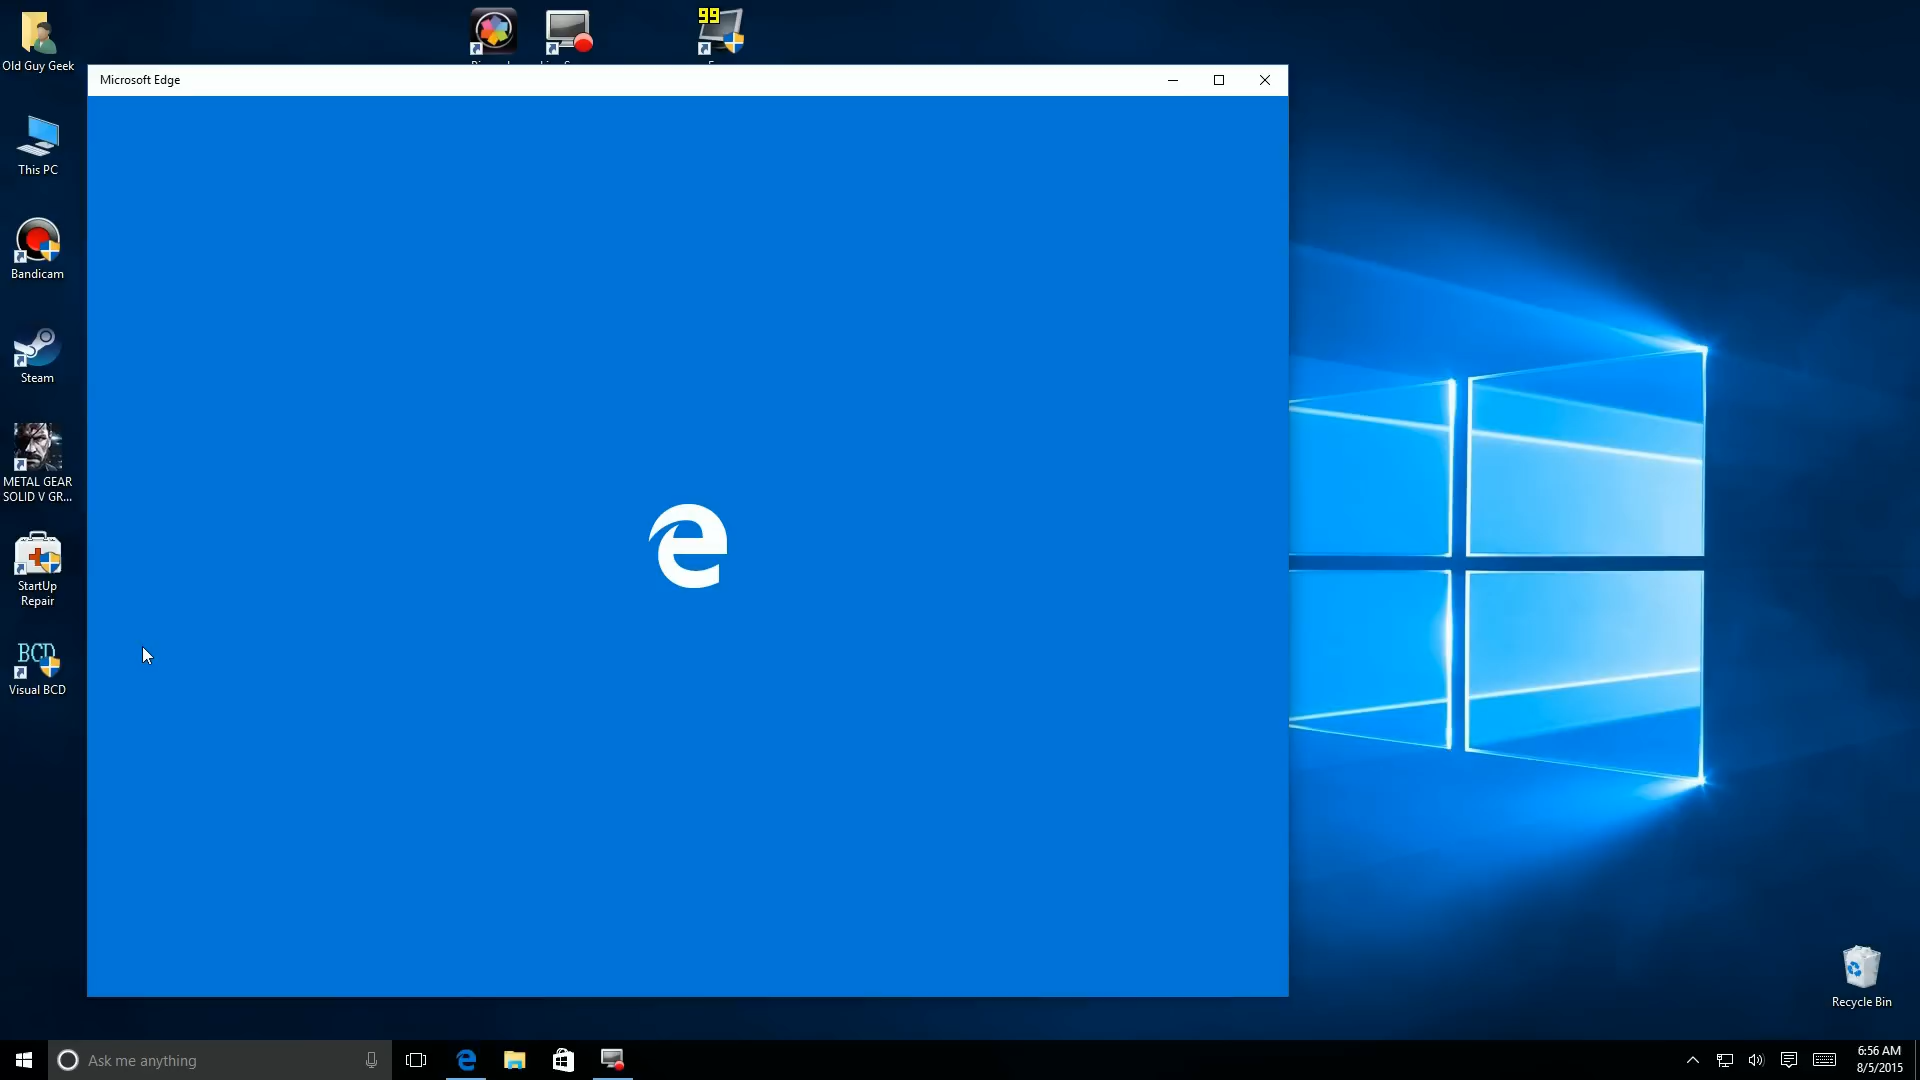 99
Old Guy Geek
Microsoft Edge
This PC
Bandicam
Steam
METAL GEAR
SOLID V GR...
StartUp
Repair
BCD
Visual BCD
Recycle Bin
Ask me anything
6:56 AM
8/5/2015